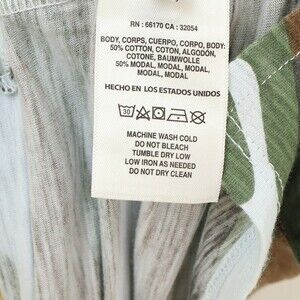 RN : 66170 CA : 32054
BODY, CORPS, CUERPO, CORPO, BODY:
50% COTTON, COTON, ALGODON,
COTONE, BAUMWOLLE
50% MODAL, MODAL, MODAL,
MODAL, MODAL
HECHO EN LOS ESTADOS UNIDOS
30
MACHINE WASH COLD
DO NOT BLEACH
TUMBLE DRY LOW
LOW IRON AS NEEDED
DO NOT DRY CLEAN